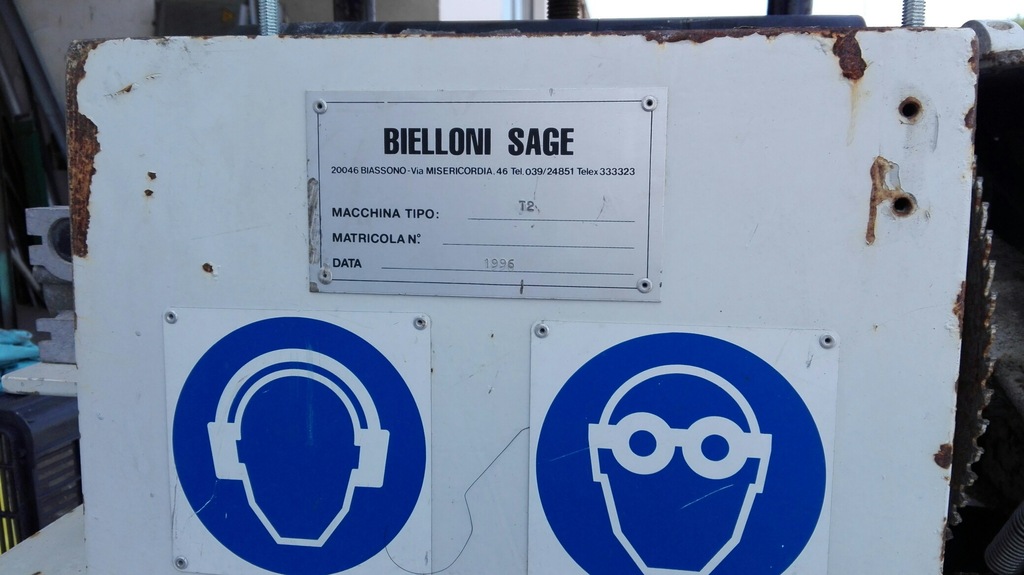 BIELLONI SAGE
20046 BIASSONO-Via MISERICORDIA.46 Tel.039/24851 Telex 333323
MACCHINA TIPO: T2
MATRICOLA N.º
DATA 1996